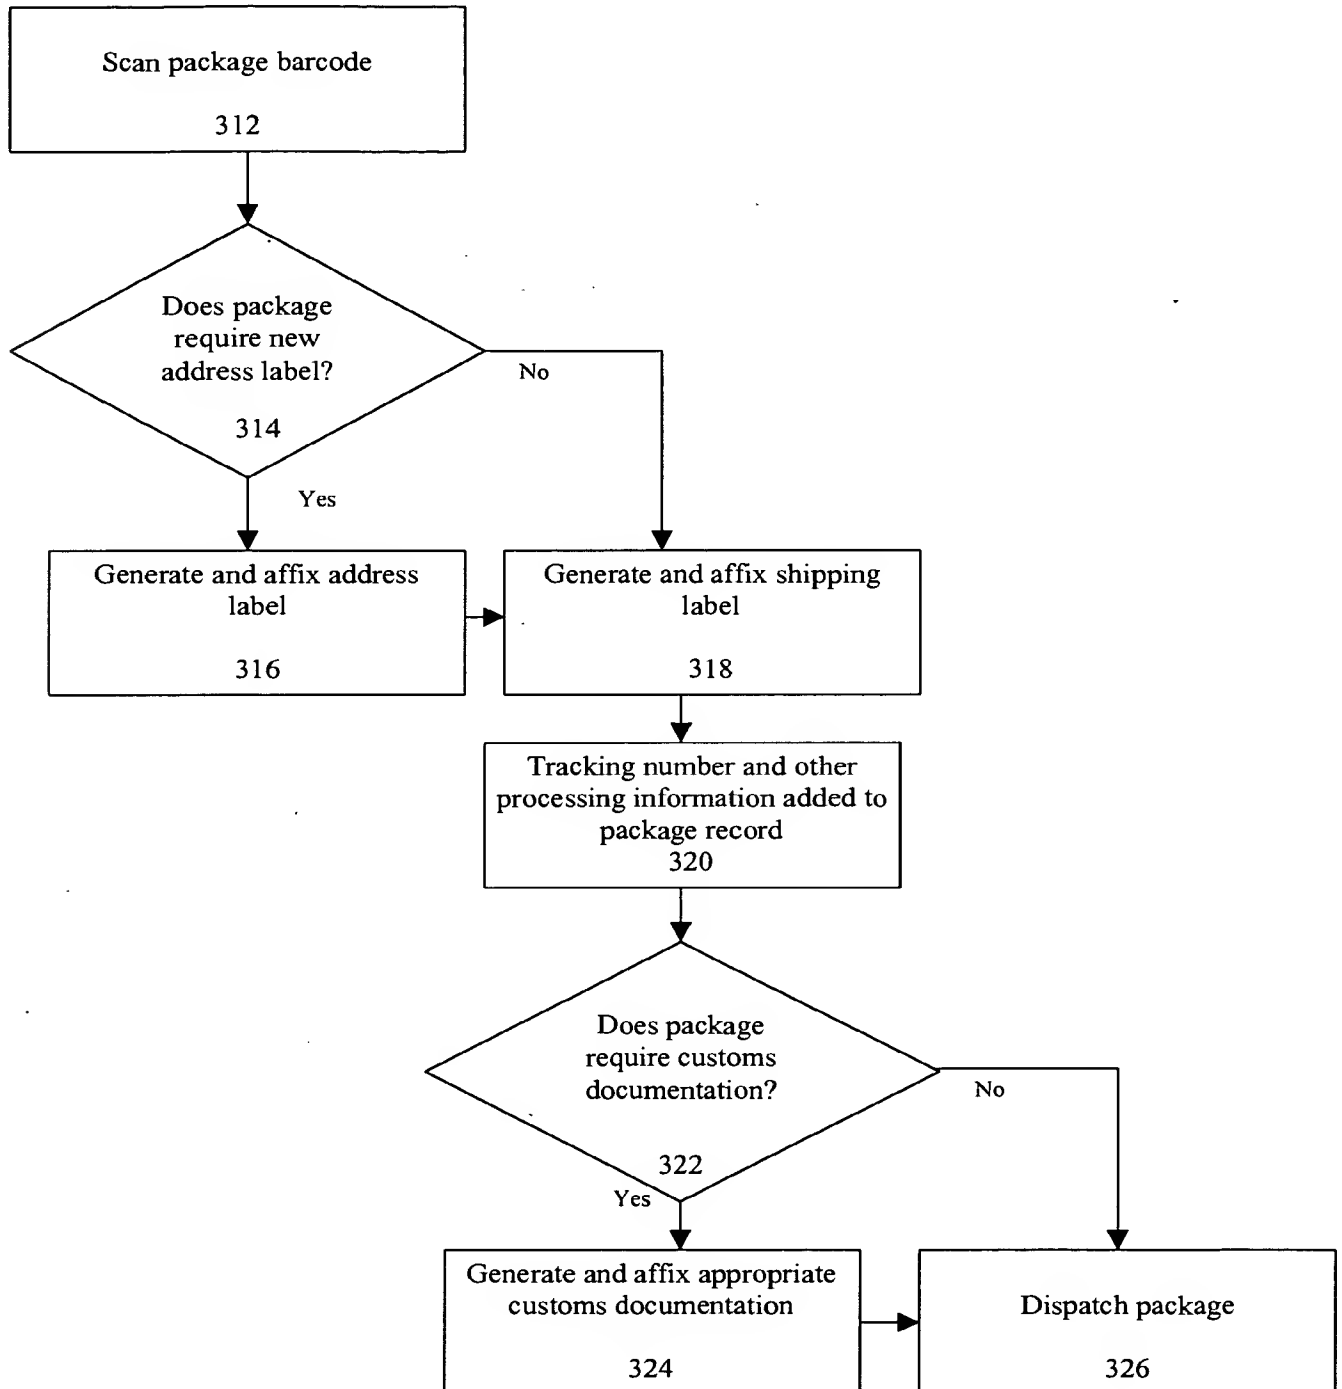 Scan package barcode
312
Does package
require new
address label?
314
No
Yes
Generate and affix address
label
316
Generate and affix shipping
label
318
Tracking number and other
processing information added to
package record
320
Does package
require customs
documentation?
322
No
Yes
Generate and affix appropriate
customs documentation
324
Dispatch package
326